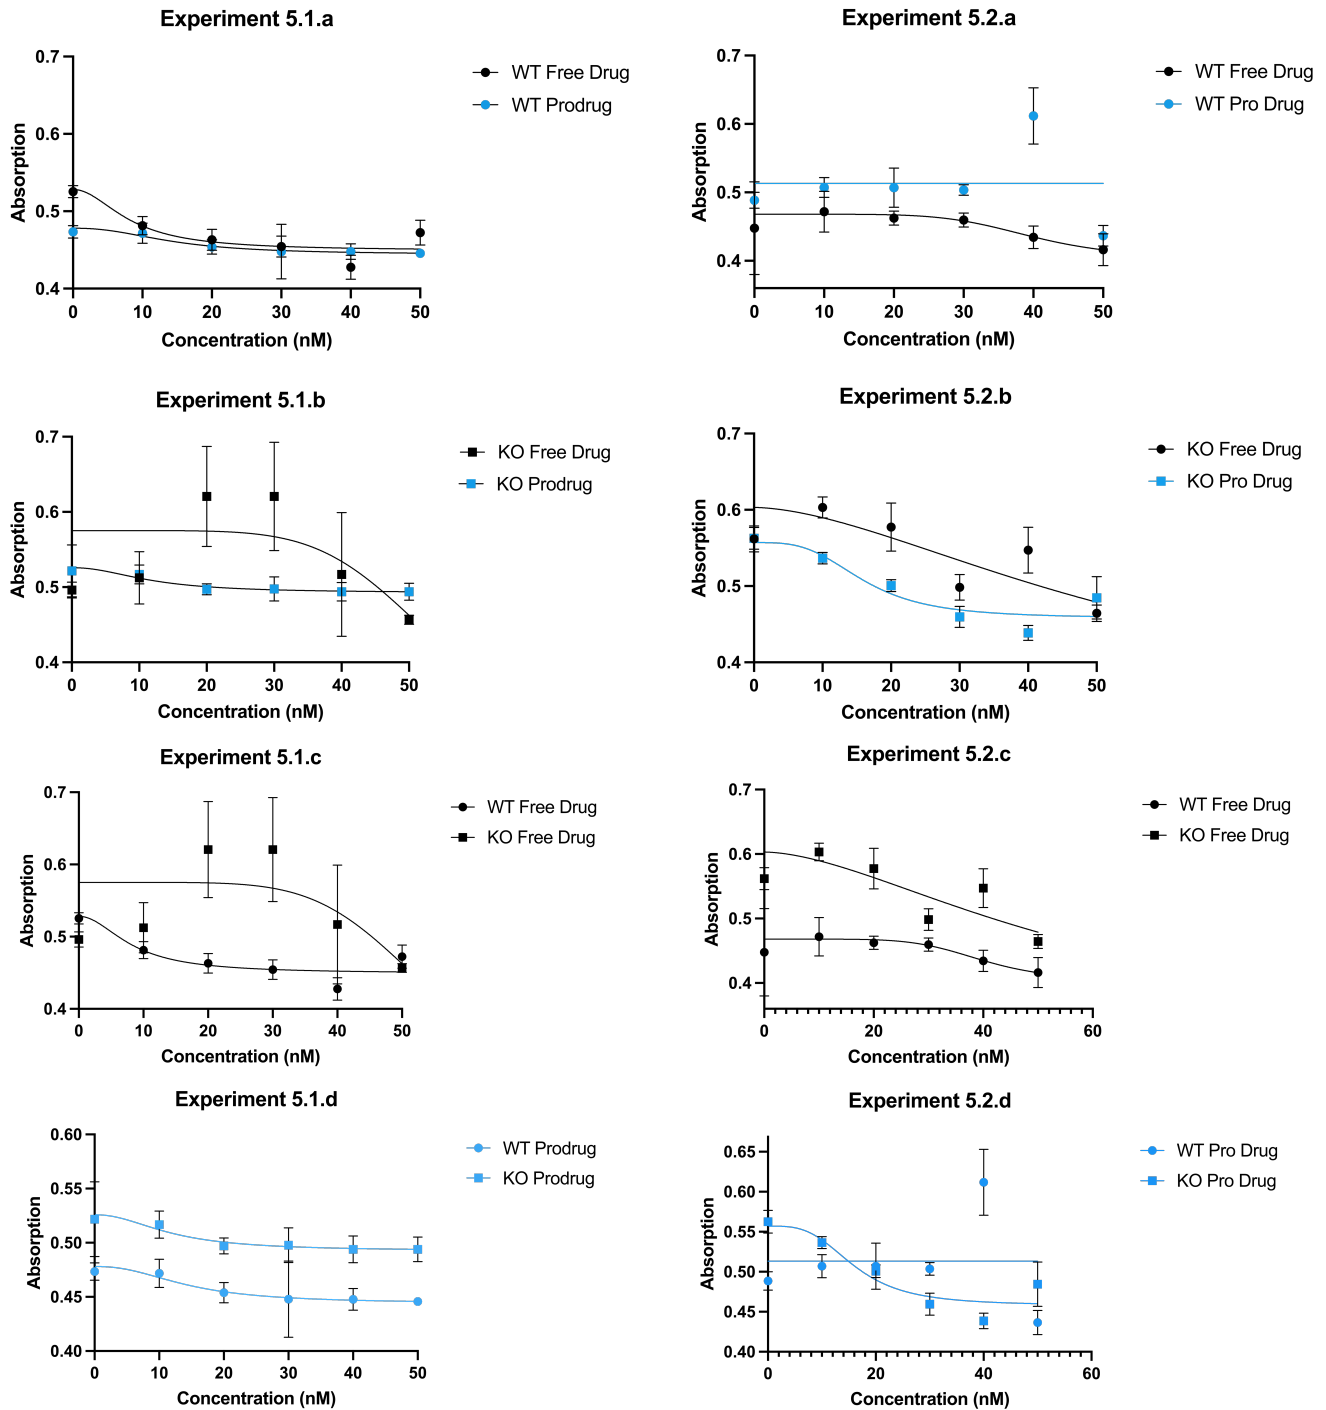 Experiment 5.1.a
0.7
0.6
0.5
0.4
Absorption
0
10
20
30
40
50
Concentration (nM)
WT Free Drug
WT Prodrug
Experiment 5.2.a
0.7
0.6
0.5
0.4
Absorption
0
10
20
30
40
50
Concentration (nM)
WT Free Drug
WT Pro Drug
Experiment 5.1.b
0.7
0.6
0.5
0.4
Absorption
0
10
20
30
40
50
Concentration (nM)
KO Free Drug
KO Prodrug
Experiment 5.2.b
0.7
0.6
0.5
0.4
Absorption
0
10
20
30
40
50
Concentration (nM)
KO Free Drug
KO Pro Drug
Experiment 5.1.c
0.7
0.6
0.5
0.4
Absorption
0
10
20
30
40
50
Concentration (nM)
WT Free Drug
KO Free Drug
Experiment 5.2.c
0.7
0.6
0.5
0.4
Absorption
0
20
40
60
Concentration (nM)
WT Free Drug
KO Free Drug
Experiment 5.1.d
0.60
0.55
0.50
0.45
0.40
Absorption
0
10
20
30
40
50
Concentration (nM)
WT Prodrug
KO Prodrug
Experiment 5.2.d
0.65
0.60
0.55
0.50
0.45
0.40
Absorption
0
20
40
60
Concentration (nM)
WT Pro Drug
KO Pro Drug